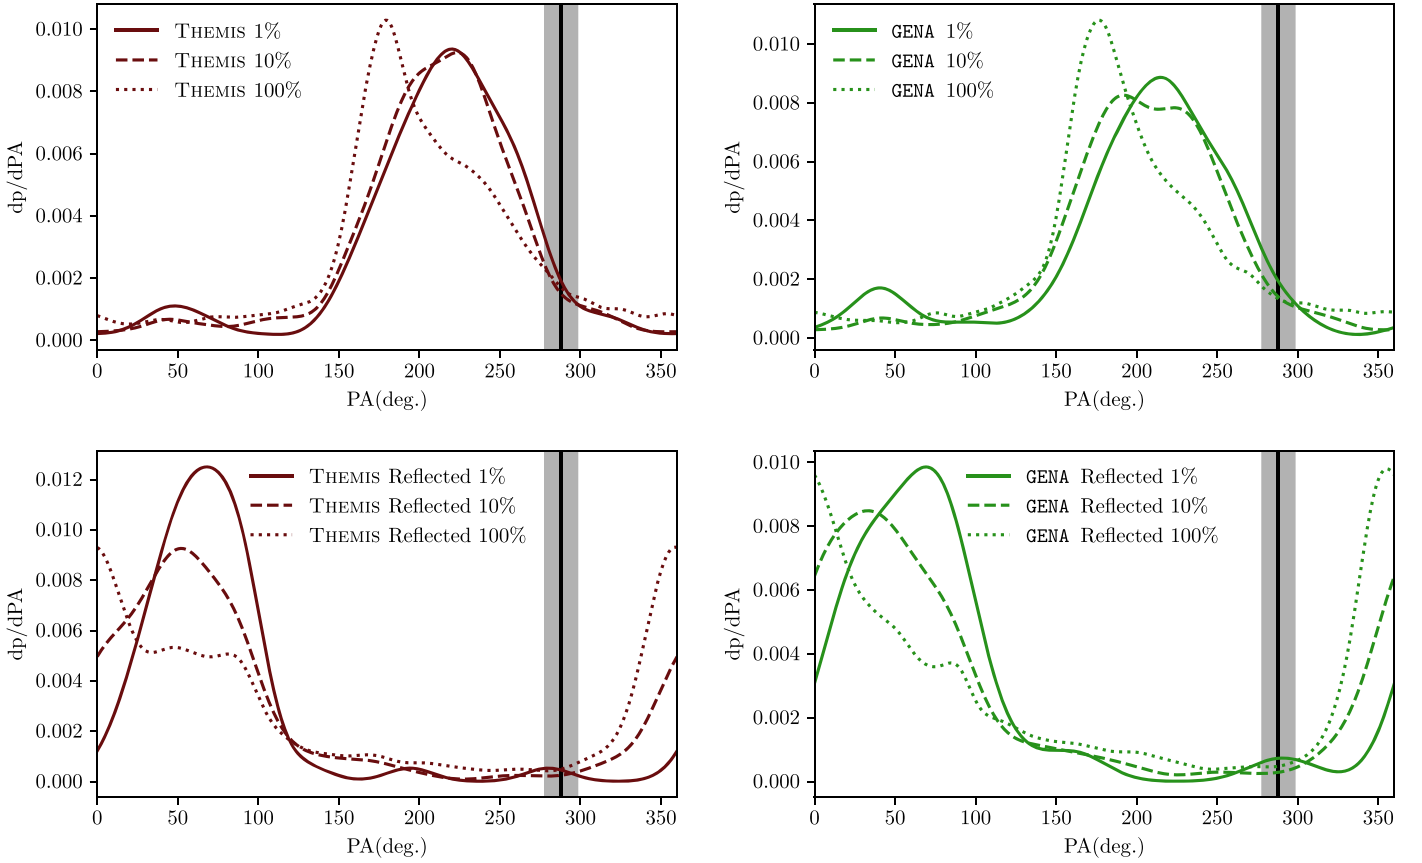 THEMIS 1%
THEMIS 10%
THEMIS 100%
0.010
0.008
0.006
0.004
0.002
0.000
dp/dPA
0 50 100 150 200 250 300 350
PA(deg.)
GENA 1%
GENA 10%
GENA 100%
0.010
0.008
0.006
0.004
0.002
0.000
dp/dPA
0 50 100 150 200 250 300 350
PA(deg.)
THEMIS Reflected 1%
THEMIS Reflected 10%
THEMIS Reflected 100%
0.012
0.010
0.008
0.006
0.004
0.002
0.000
dp/dPA
0 50 100 150 200 250 300 350
PA(deg.)
GENA Reflected 1%
GENA Reflected 10%
GENA Reflected 100%
0.010
0.008
0.006
0.004
0.002
0.000
dp/dPA
0 50 100 150 200 250 300 350
PA(deg.)